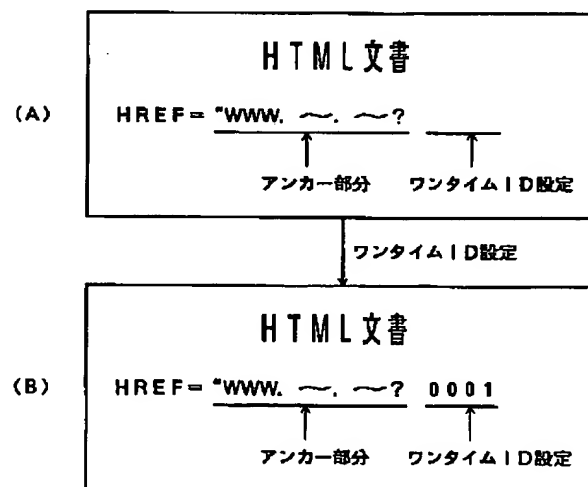 HTML文書
(A) HREF="WWW. 〜. 〜?
アンカー部分 ワンタイムID設定
ワンタイムID設定
HTML文書
(B) HREF="WWW. 〜. 〜? 0001
アンカー部分 ワンタイムID設定